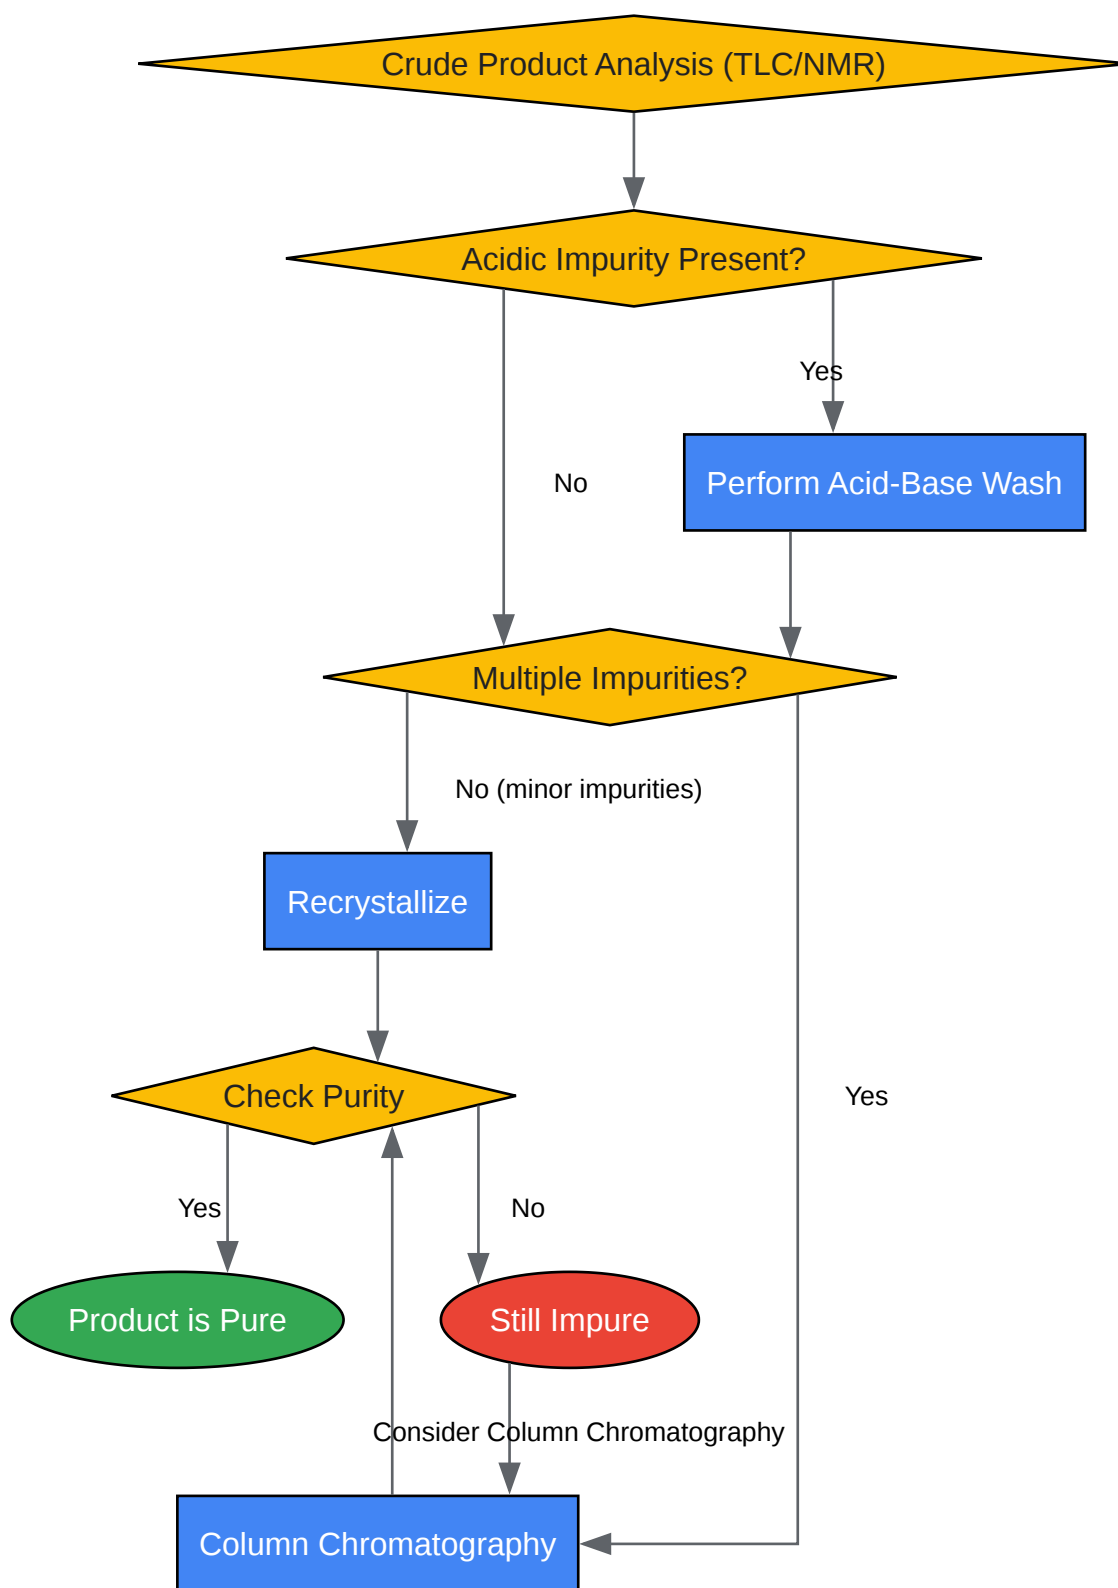 Crude Product Analysis (TLC/NMR)
Acidic Impurity Present?
Yes
No
Perform Acid-Base Wash
Multiple Impurities?
No (minor impurities)
Recrystallize
Check Purity
Yes
Yes
No
Product is Pure
Still Impure
Consider Column Chromatography
Column Chromatography